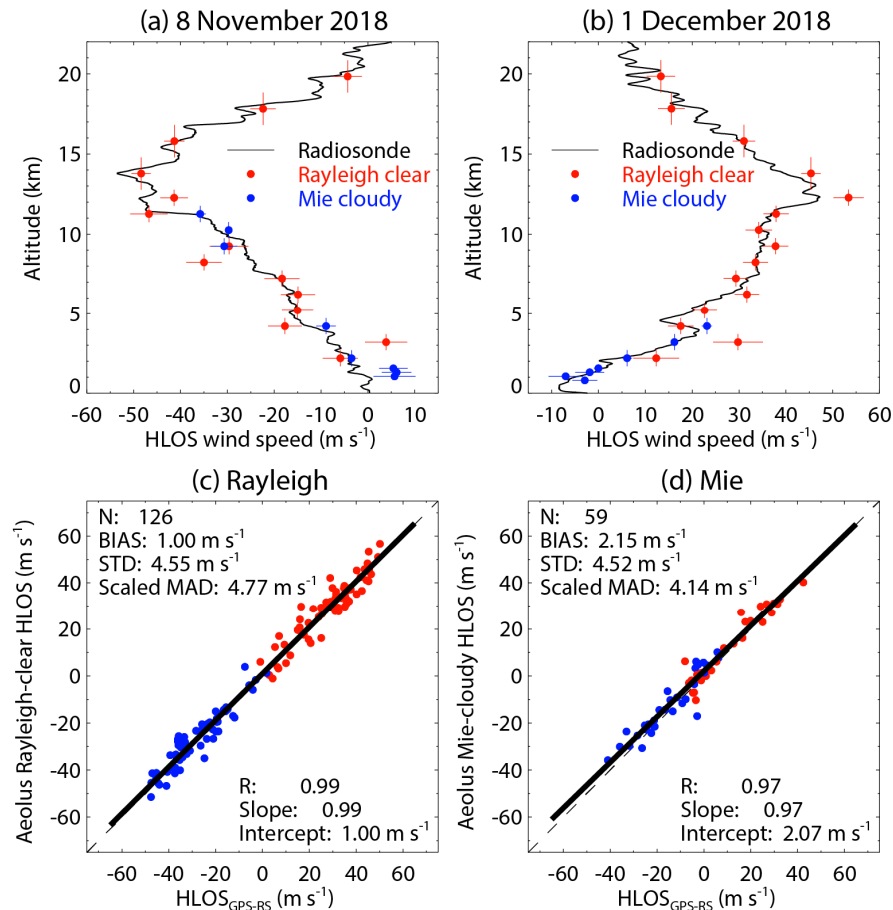 (a) 8 November 2018
Altitude (km)
20
15
10
5
0
Radiosonde
Rayleigh clear
Mie cloudy
-60 -50 -40 -30 -20 -10 0 10
HLOS wind speed (m s⁻¹)
(b) 1 December 2018
Altitude (km)
20
15
10
5
0
Radiosonde
Rayleigh clear
Mie cloudy
-10 0 10 20 30 40 50 60
HLOS wind speed (m s⁻¹)
(c) Rayleigh
Aeolus Rayleigh-clear HLOS (m s⁻¹)
60
40
20
0
-20
-40
-60
N: 126
BIAS: 1.00 m s⁻¹
STD: 4.55 m s⁻¹
Scaled MAD: 4.77 m s⁻¹
R: 0.99
Slope: 0.99
Intercept: 1.00 m s⁻¹
-60 -40 -20 0 20 40 60
HLOS_GPS-RS (m s⁻¹)
(d) Mie
Aeolus Mie-cloudy HLOS (m s⁻¹)
60
40
20
0
-20
-40
-60
N: 59
BIAS: 2.15 m s⁻¹
STD: 4.52 m s⁻¹
Scaled MAD: 4.14 m s⁻¹
R: 0.97
Slope: 0.97
Intercept: 2.07 m s⁻¹
-60 -40 -20 0 20 40 60
HLOS_GPS-RS (m s⁻¹)